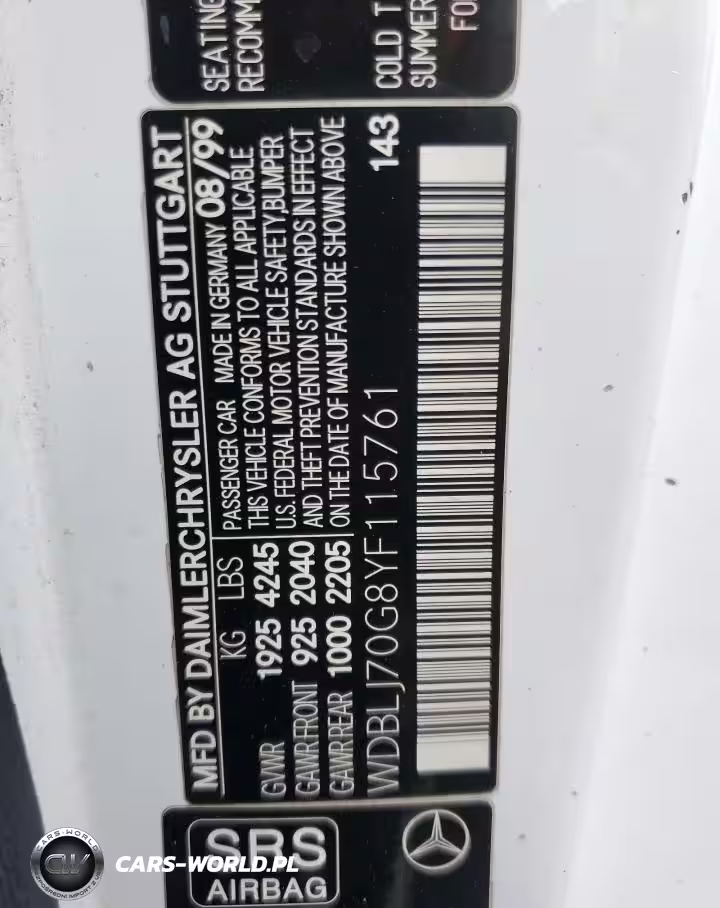 SEATING
RECOMM
COLD T
SUMMER
FO
MFD BY DAIMLERCHRYSLER AG STUTTGART
KG LBS PASSENGER CAR MADE IN GERMANY 08/99
THIS VEHICLE CONFORMS TO ALL APPLICABLE
GVWR 1925 4245 U.S. FEDERAL MOTOR VEHICLE SAFETY,BUMPER
GAWR FRONT 925 2040 AND THEFT PREVENTION STANDARDS IN EFFECT
GAWR REAR 1000 2205 ON THE DATE OF MANUFACTURE SHOWN ABOVE
WDBLJ70G8YF115761 143
SRS
AIRBAG
CARS-WORLD
CW
CARS-WORLD.PL